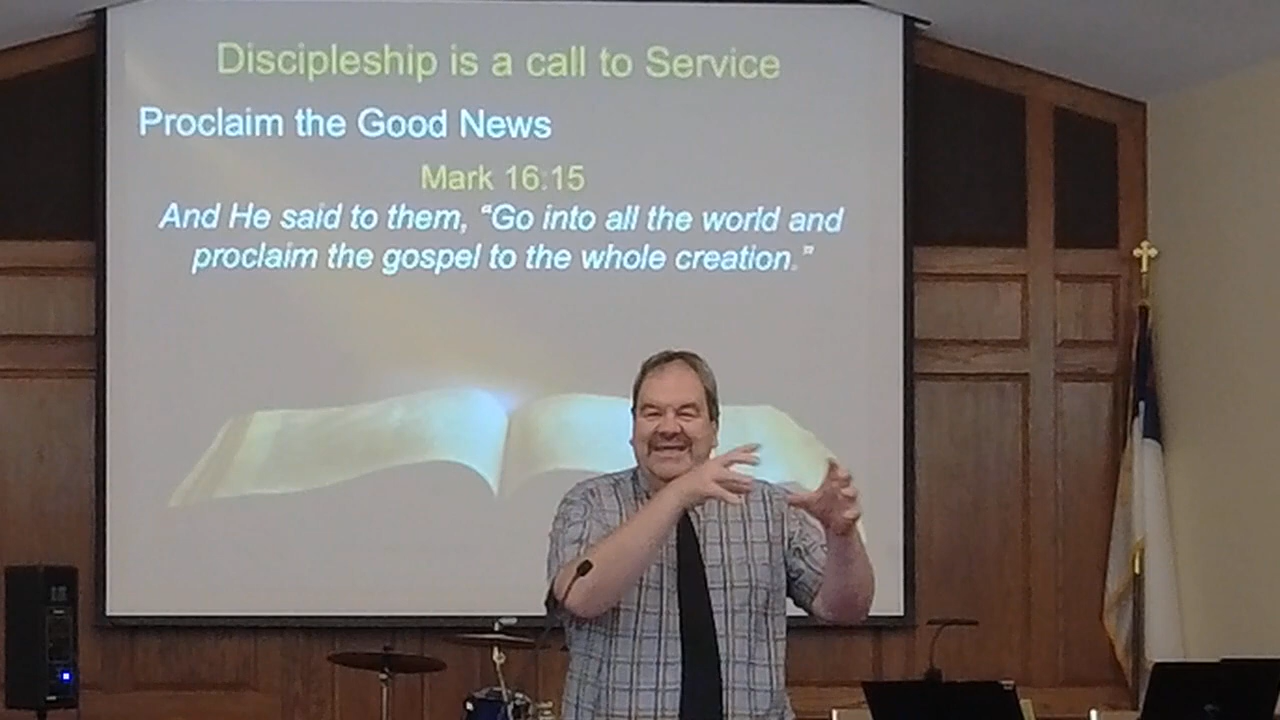 Discipleship is a call to Service
Proclaim the Good News
Mark 16:15
And He said to them, “Go into all the world and
proclaim the gospel to the whole creation.”